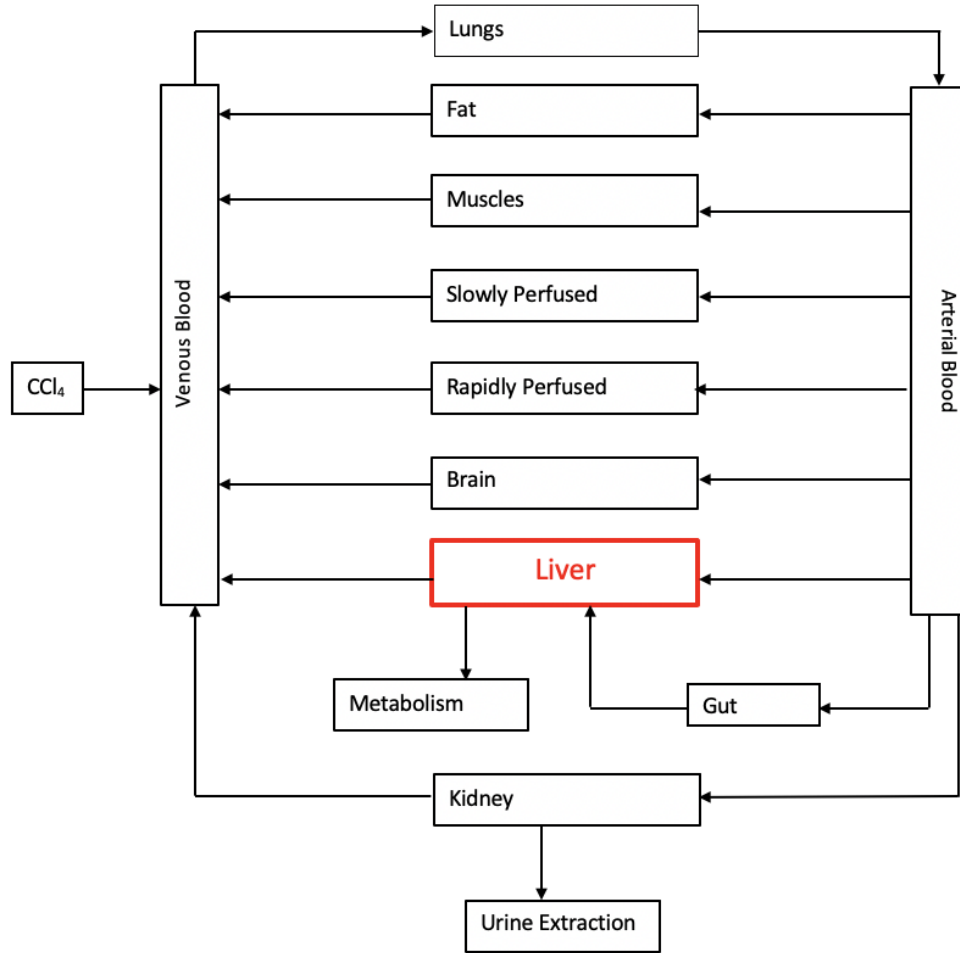 Lungs
Fat
Muscles
Slowly Perfused
Venous Blood
Arterial Blood
CCl₄
Rapidly Perfused
Brain
Liver
Metabolism
Gut
Kidney
Urine Extraction